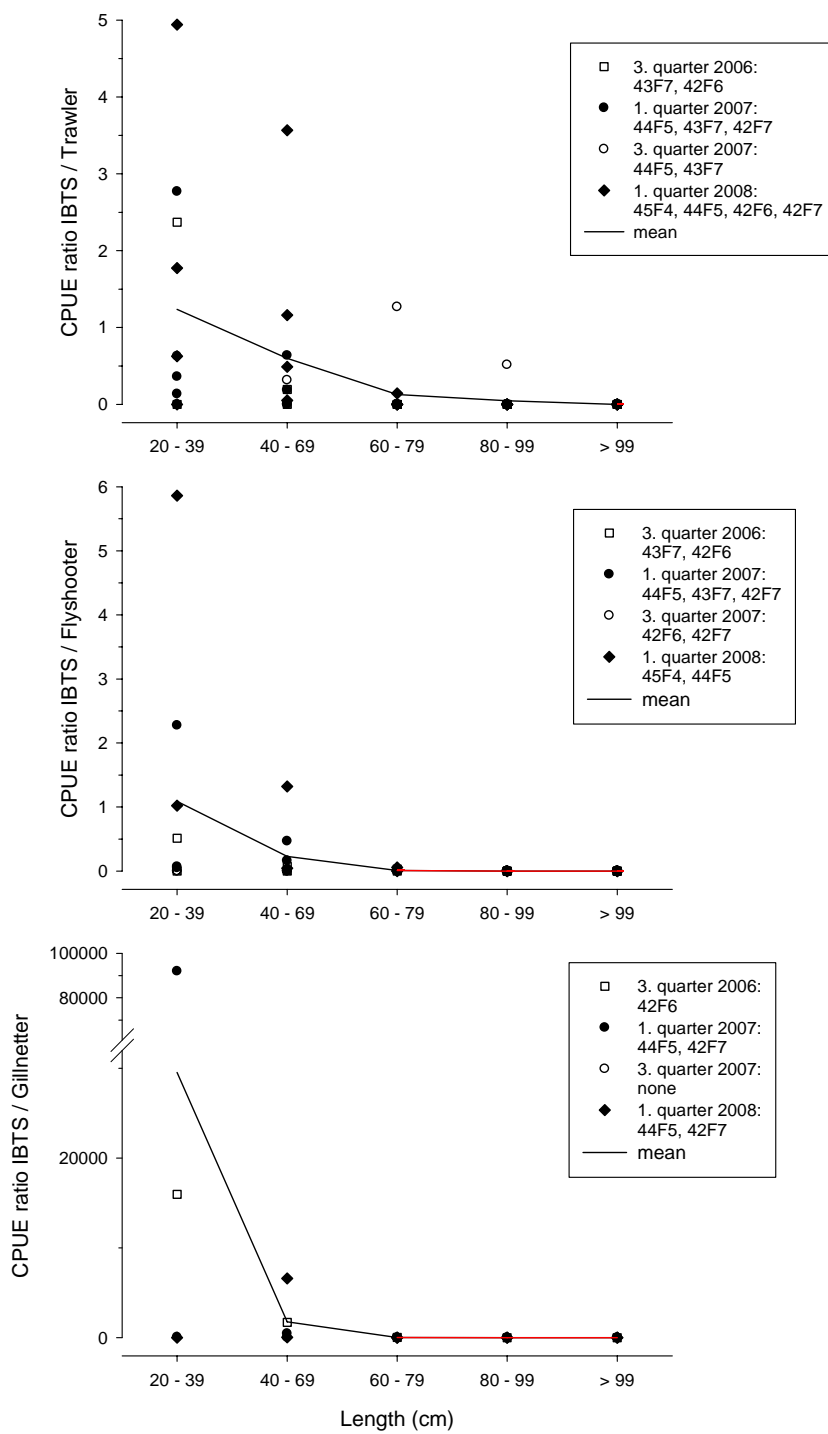 CPUE ratio IBTS / Trawler
5
4
3
2
1
0
20 - 39
40 - 69
60 - 79
80 - 99
> 99
3. quarter 2006:
43F7, 42F6
1. quarter 2007:
44F5, 43F7, 42F7
3. quarter 2007:
44F5, 43F7
1. quarter 2008:
45F4, 44F5, 42F6, 42F7
mean
CPUE ratio IBTS / Flyshooter
6
5
4
3
2
1
0
20 - 39
40 - 69
60 - 79
80 - 99
> 99
3. quarter 2006:
43F7, 42F6
1. quarter 2007:
44F5, 43F7, 42F7
3. quarter 2007:
42F6, 42F7
1. quarter 2008:
45F4, 44F5
mean
CPUE ratio IBTS / Gillnetter
100000
80000
20000
0
20 - 39
40 - 69
60 - 79
80 - 99
> 99
3. quarter 2006:
42F6
1. quarter 2007:
44F5, 42F7
3. quarter 2007:
none
1. quarter 2008:
44F5, 42F7
mean
Length (cm)